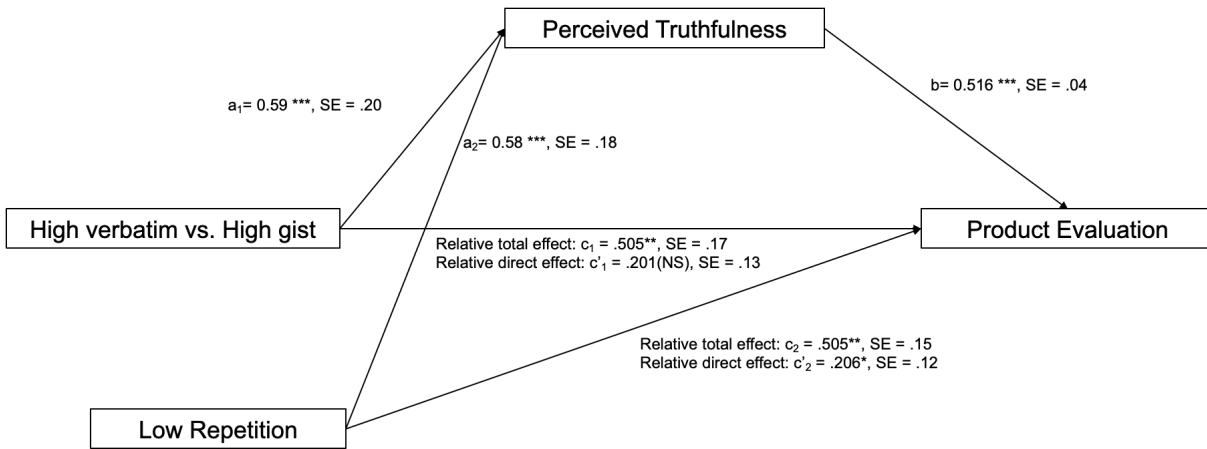 Perceived Truthfulness
b= 0.516 ***, SE = .04
a₁= 0.59 ***, SE = .20
a₂= 0.58 ***, SE = .18
High verbatim vs. High gist
Product Evaluation
Relative total effect: c₁ = .505**, SE = .17
Relative direct effect: c'₁ = .201(NS), SE = .13
Relative total effect: c₂ = .505**, SE = .15
Relative direct effect: c'₂ = .206*, SE = .12
Low Repetition